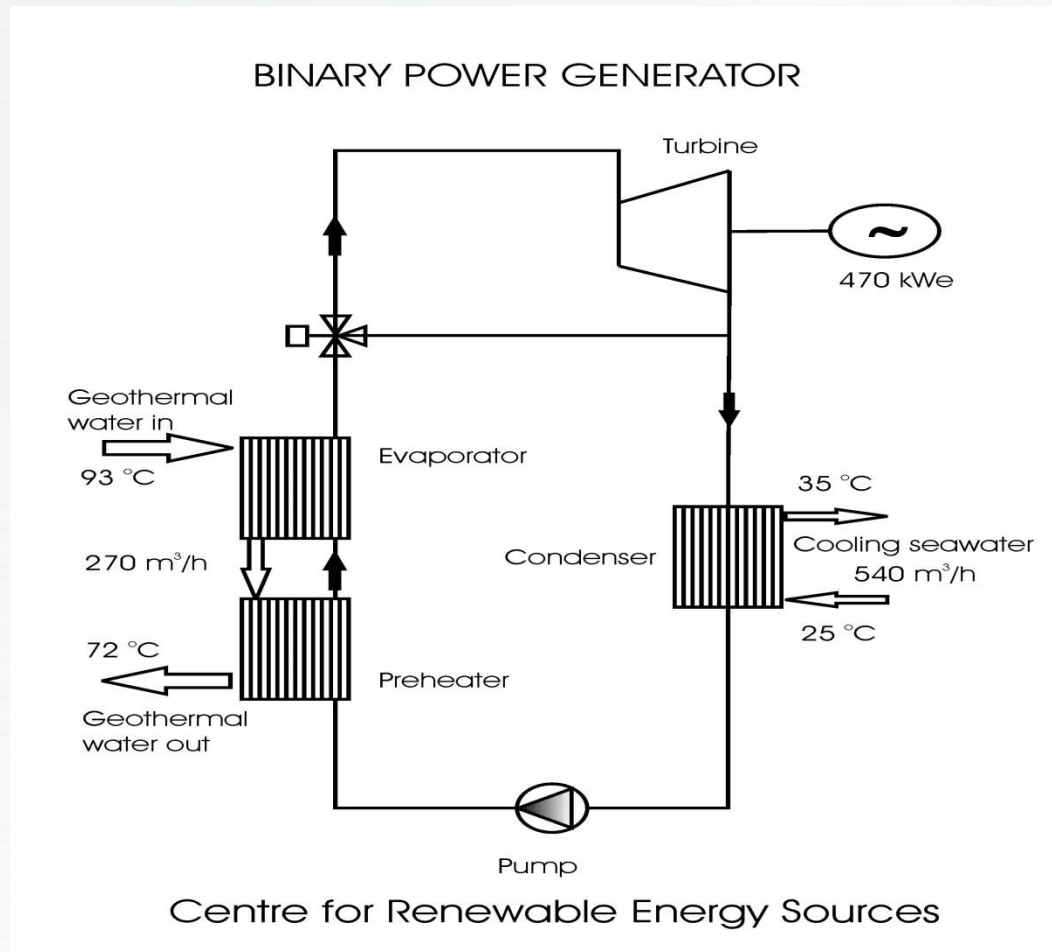 BINARY POWER GENERATOR
Turbine
~
470 kWe
Geothermal
water in
93 °C
Evaporator
270 m³/h
35 °C
Condenser
Cooling seawater
540 m³/h
25 °C
72 °C
Preheater
Geothermal
water out
Pump
Centre for Renewable Energy Sources